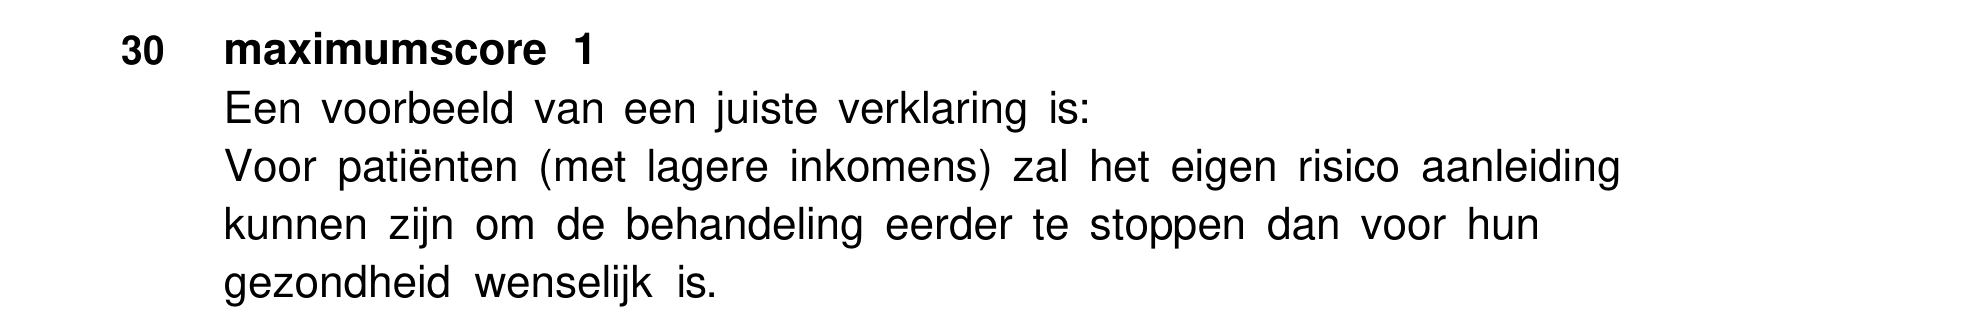 30 maximumscore 1
Een voorbeeld van een juiste verklaring is:
Voor patiënten (met lagere inkomens) zal het eigen risico aanleiding
kunnen zijn om de behandeling eerder te stoppen dan voor hun
gezondheid wenselijk is.